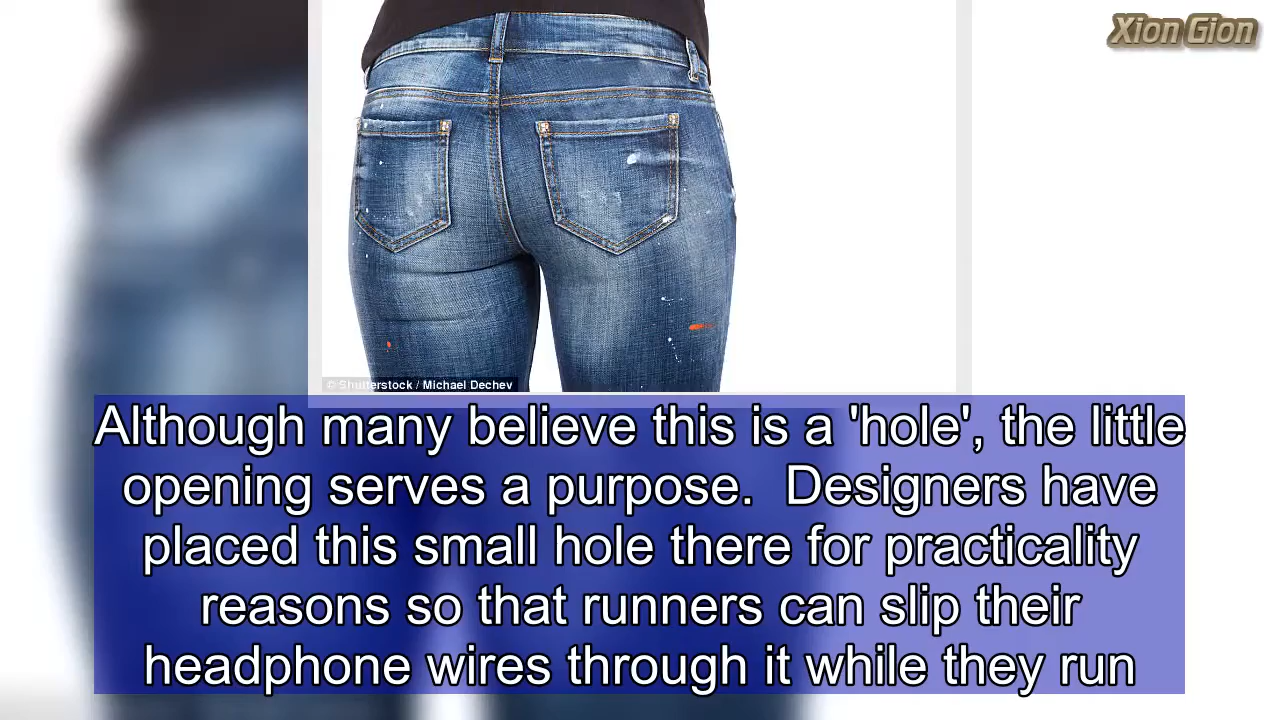 Xion Gion
© Shutterstock / Michael Dechev
Although many believe this is a 'hole', the little
opening serves a purpose.  Designers have
placed this small hole there for practicality
reasons so that runners can slip their
headphone wires through it while they run